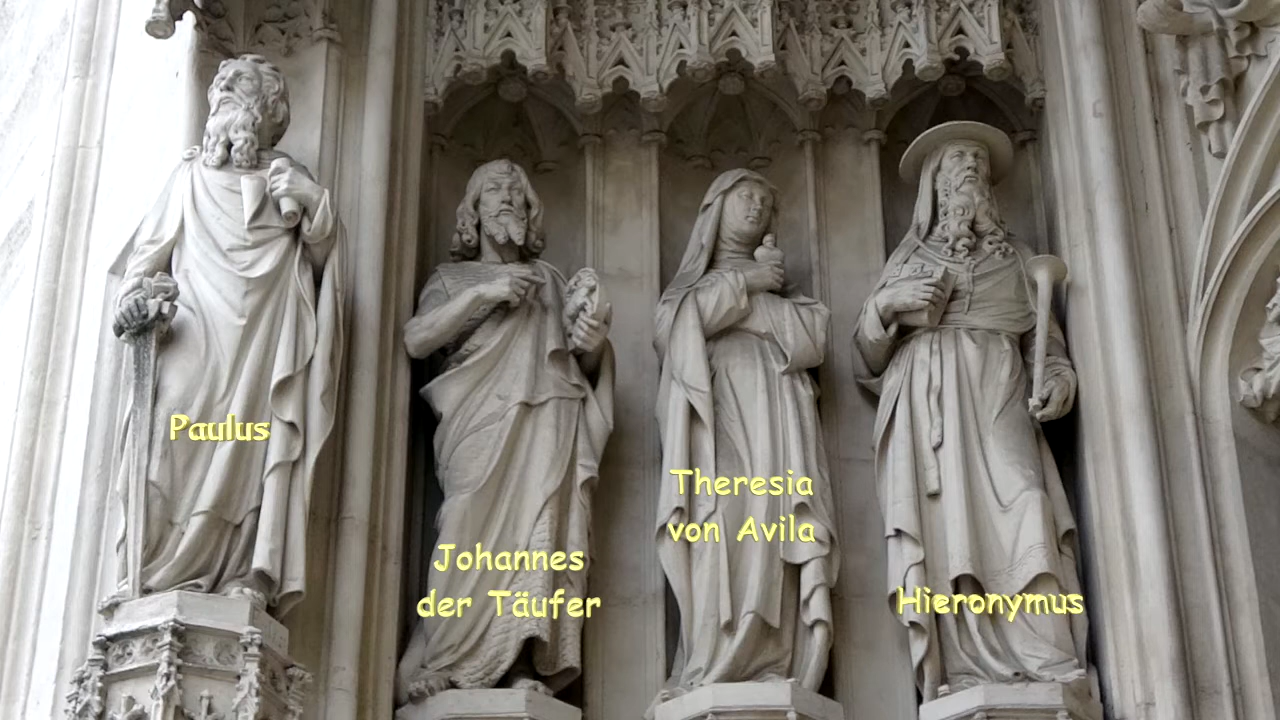 Paulus
Johannes
der Täufer
Theresia
von Avila
Hieronymus